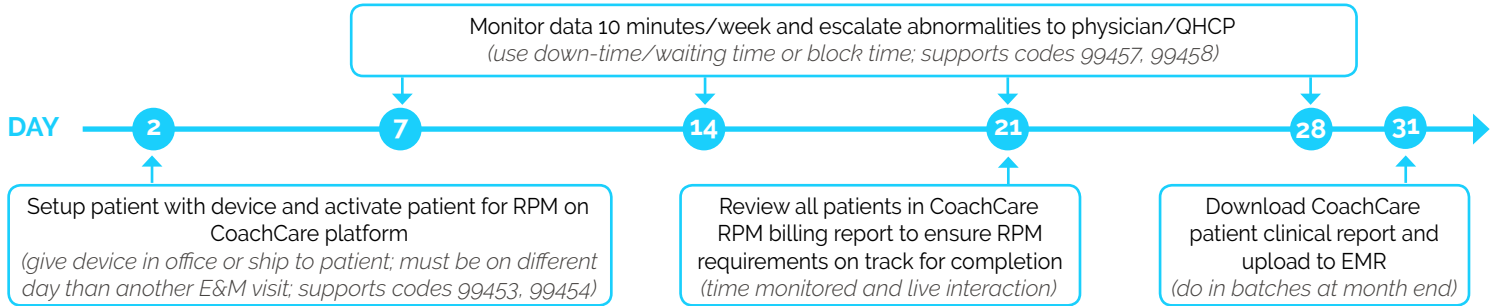 Monitor data 10 minutes/week and escalate abnormalities to physician/QHCP
(use down-time/waiting time or block time; supports codes 99457, 99458)
DAY 2 7 14 21 28 31
Setup patient with device and activate patient for RPM on
CoachCare platform
(give device in office or ship to patient; must be on different
day than another E&M visit; supports codes 99453, 99454)
Review all patients in CoachCare
RPM billing report to ensure RPM
requirements on track for completion
(time monitored and live interaction)
Download CoachCare
patient clinical report and
upload to EMR
(do in batches at month end)